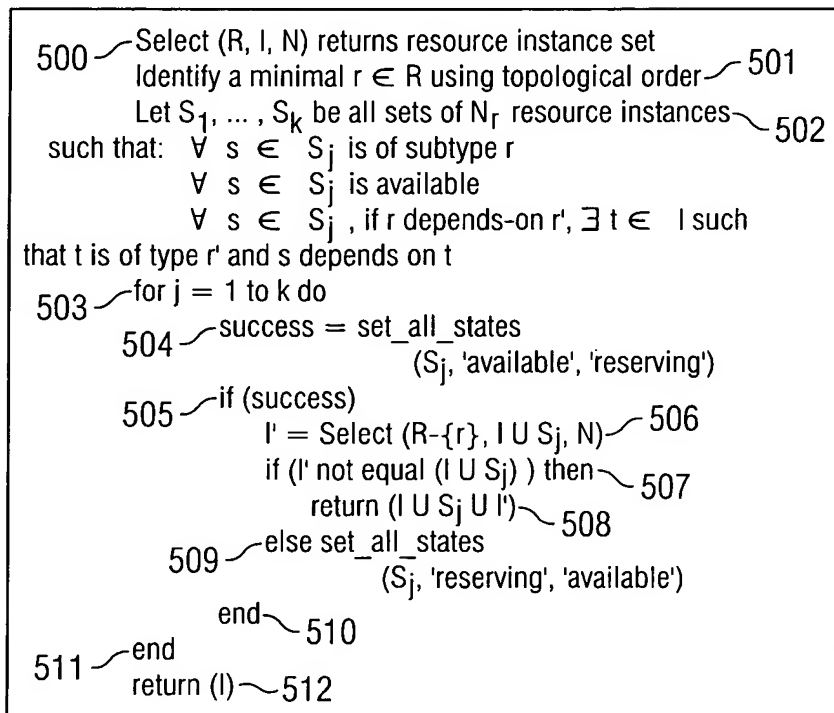 500 Select (R, I, N) returns resource instance set
Identify a minimal r ∈ R using topological order 501
Let S1, ... , Sk be all sets of Nr resource instances 502
such that: ∀ s ∈ Sj is of subtype r
∀ s ∈ Sj is available
∀ s ∈ Sj , if r depends-on r', ∃ t ∈ I such
that t is of type r' and s depends on t
503 for j = 1 to k do
504 success = set_all_states
(Sj, 'available', 'reserving')
505 if (success)
I' = Select (R-{r}, I U Sj, N) 506
if (I' not equal (I U Sj) ) then 507
return (I U Sj U I') 508
509 else set_all_states
(Sj, 'reserving', 'available')
end 510
511 end
return (I) 512